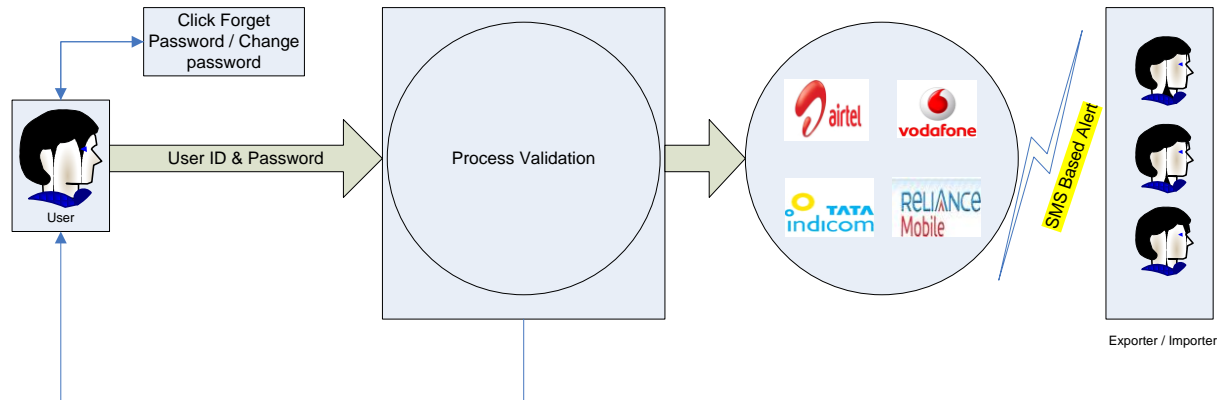 Click Forget
Password / Change
password
User
User ID & Password
Process Validation
airtel
vodafone
TATA
indicom
RELIANCE
Mobile
SMS Based Alert
Exporter / Importer